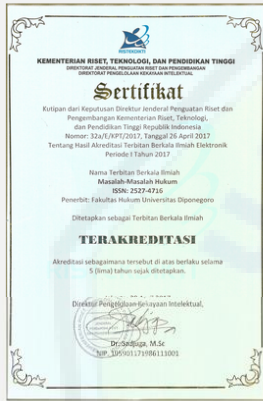 RISTEKDIKTI
KEMENTERIAN RISET, TEKNOLOGI, DAN PENDIDIKAN TINGGI
DIREKTORAT JENDERAL PENGUATAN RISET DAN PENGEMBANGAN
DIREKTORAT PENGELOLAAN KEKAYAAN INTELEKTUAL
Sertifikat
Kutipan dari Keputusan Direktur Jenderal Penguatan Riset dan
Pengembangan Kementerian Riset, Teknologi,
dan Pendidikan Tinggi Republik Indonesia
Nomor: 32a/E/KPT/2017, Tanggal 26 April 2017
Tentang Hasil Akreditasi Terbitan Berkala Ilmiah Elektronik
Periode I Tahun 2017
Nama Terbitan Berkala Ilmiah
Masalah-Masalah Hukum
ISSN: 2527-4716
Penerbit: Fakultas Hukum Universitas Diponegoro
Ditetapkan sebagai Terbitan Berkala Ilmiah
TERAKREDITASI
Akreditasi sebagaimana tersebut di atas berlaku selama
5 (lima) tahun sejak ditetapkan.
Direktur Pengelolaan Kekayaan Intelektual,
Dr. Sadjuga, M.Sc
NIP. 195901171986111001